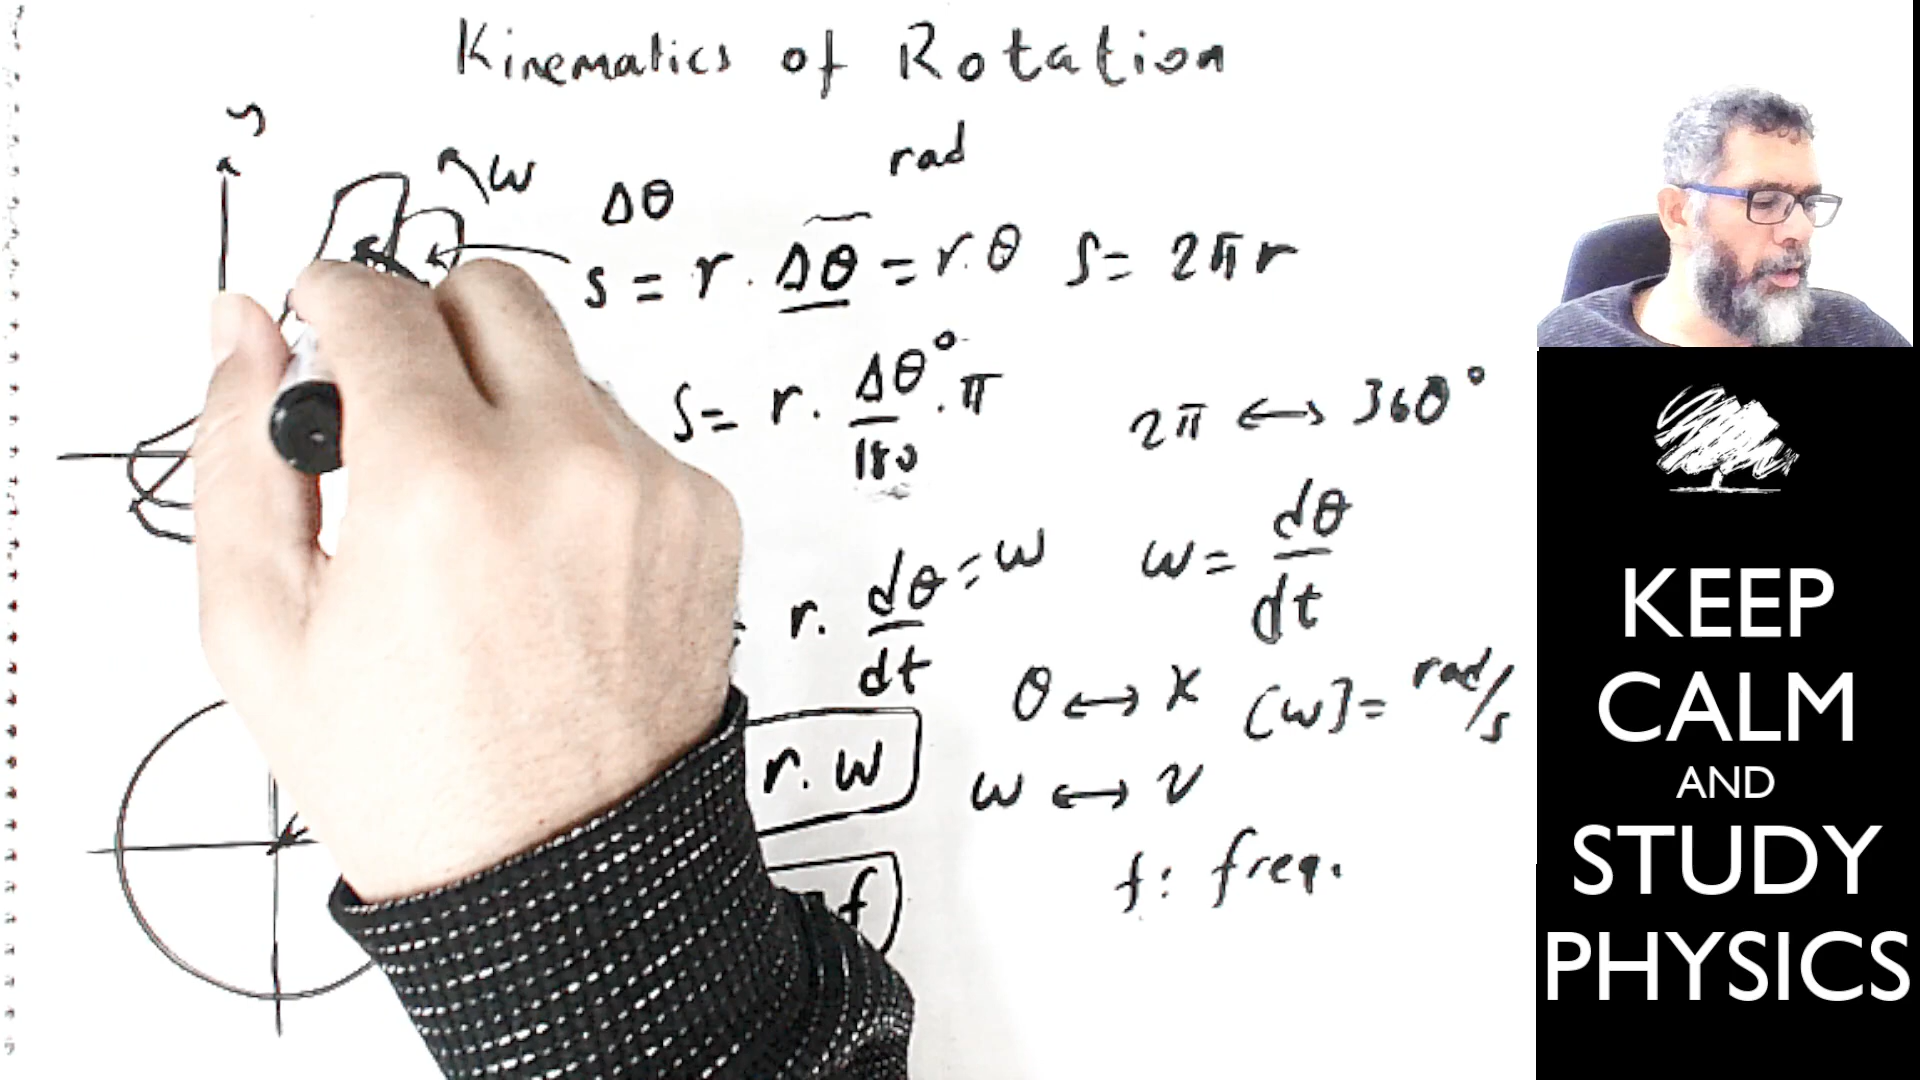 Kinematics of Rotation
y
ω
Δθ
rad
s = r . Δθ = r.θ
s = 2πr
s = r . Δθ° / 180 . π
2π ↔ 360°
= r. dθ/dt = ω
ω = dθ/dt
θ ↔ x
[ω] = rad/s
r.ω
ω ↔ v
f
f: freq.
KEEP
CALM
AND
STUDY
PHYSICS